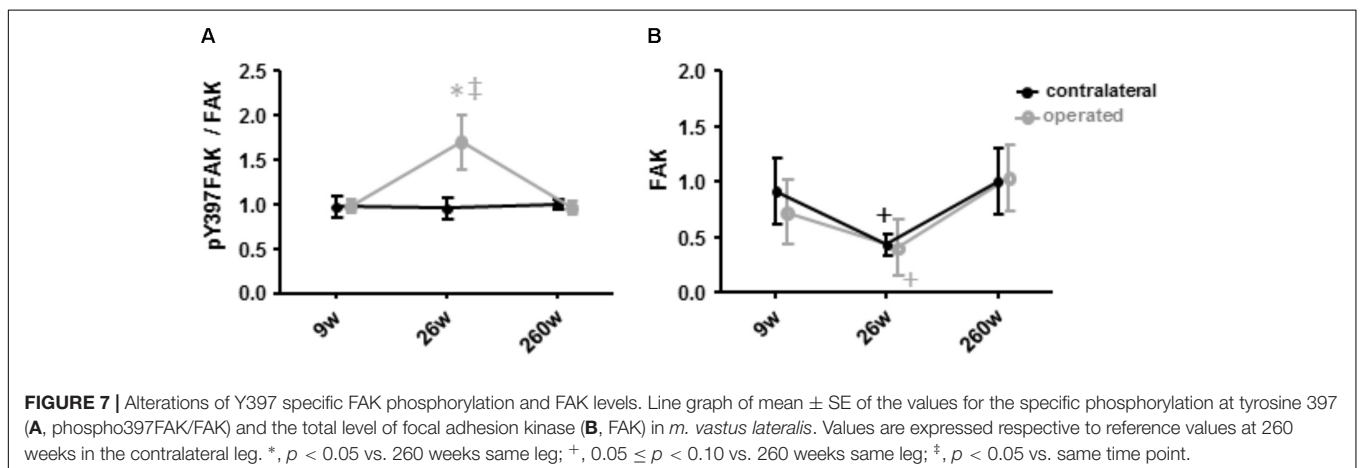 A
pY397FAK / FAK
2.5
2.0
1.5
1.0
0.5
0.0
*‡
9w
26w
260w
B
FAK
2.0
1.5
1.0
0.5
0.0
+
+
9w
26w
260w
contralateral
operated
FIGURE 7 | Alterations of Y397 specific FAK phosphorylation and FAK levels. Line graph of mean ± SE of the values for the specific phosphorylation at tyrosine 397
(A, phospho397FAK/FAK) and the total level of focal adhesion kinase (B, FAK) in m. vastus lateralis. Values are expressed respective to reference values at 260
weeks in the contralateral leg. *, p < 0.05 vs. 260 weeks same leg; +, 0.05 ≤ p < 0.10 vs. 260 weeks same leg; ‡, p < 0.05 vs. same time point.